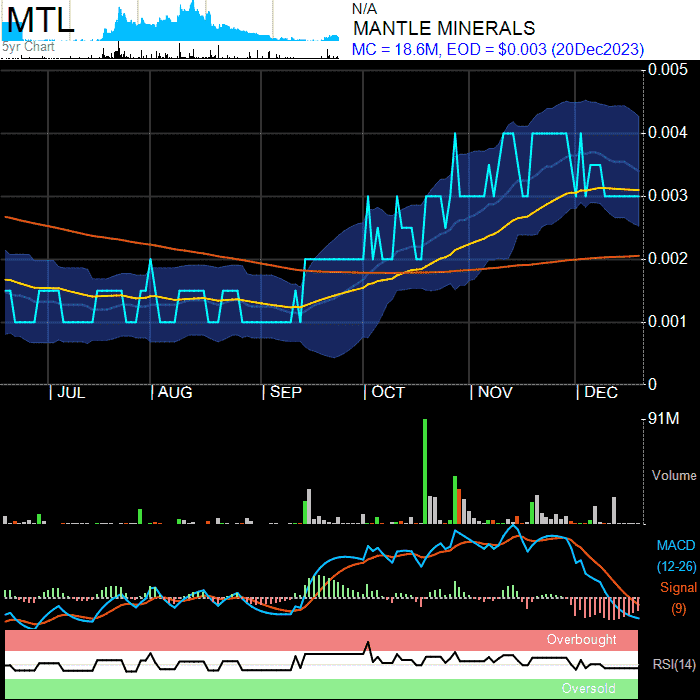 MTL
5yr Chart
N/A
MANTLE MINERALS
MC = 18.6M, EOD = $0.003 (20Dec2023)
0.005
0.004
0.003
0.002
0.001
0
| JUL | AUG | SEP | OCT | NOV | DEC
91M
Volume
MACD
(12-26)
Signal
(9)
Overbought
RSI(14)
Oversold